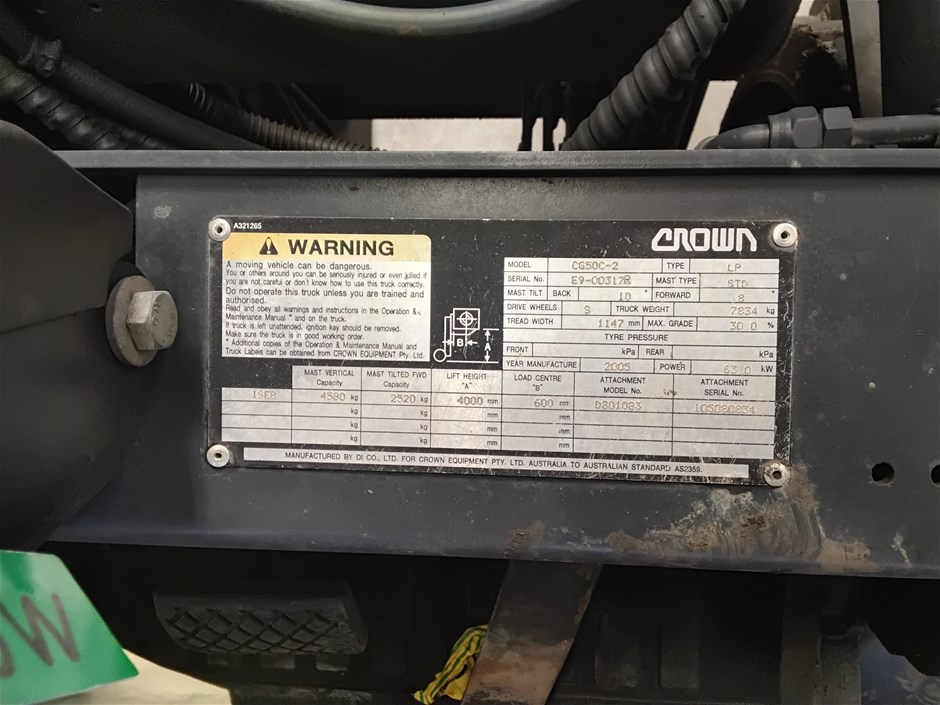 A321265
WARNING
A moving vehicle can be dangerous.
You or others around you can be seriously injured or even killed if
you are not careful or don't know how to use this truck correctly.
Do not operate this truck unless you are trained and
authorised.
Read and obey all warnings and instructions in the Operation &
Maintenance Manual * and on the truck.
If truck is left unattended, ignition key should be removed.
Make sure the truck is in good working order.
* Additional copies of the Operation & Maintenance Manual and
Truck Labels can be obtained from CROWN EQUIPMENT Pty. Ltd.
B
A
CROWN
MODEL CG50C-2 TYPE LP
SERIAL No. E9-00317R MAST TYPE STD
MAST TILT BACK 10 ° FORWARD 8 °
DRIVE WHEELS S TRUCK WEIGHT 7834 kg
TREAD WIDTH 1147 mm MAX. GRADE 30.0 %
TYRE PRESSURE
FRONT kPa REAR kPa
YEAR MANUFACTURE 2005 POWER 63.0 kW
MAST VERTICAL Capacity MAST TILTED FWD Capacity LIFT HEIGHT "A" LOAD CENTRE "B" ATTACHMENT MODEL No. ATTACHMENT SERIAL No.
4580 kg 2520 kg 4000 mm 600 mm
kg kg mm mm
kg kg mm mm
kg kg mm mm
MANUFACTURED BY DI CO., LTD. FOR CROWN EQUIPMENT PTY. LTD. AUSTRALIA TO AUSTRALIAN STANDARD AS2359.